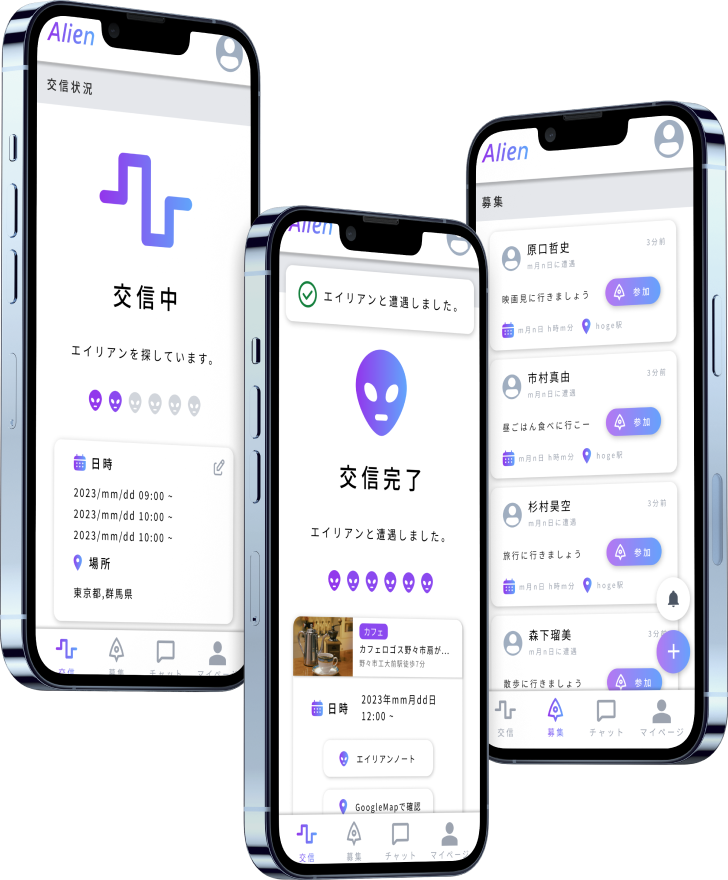 Alien
交信状況
交信中
エイリアンを探しています。
日時
2023/mm/dd 09:00 ~
2023/mm/dd 10:00 ~
2023/mm/dd 10:00 ~
場所
東京都,群馬県
交信
募集
チャット
マイペー
Alien
エイリアンと遭遇しました。
交信完了
エイリアンと遭遇しました。
カフェ
カフェロゴス野々市扇が...
野々市工大前駅徒歩7分
日時
2023年mm月dd日
12:00 ~
エイリアンノート
GoogleMapで確認
交信
募集
チャット
マイページ
Alien
募集
原口哲史
3分前
m月n日に遭遇
映画見に行きましょう
参加
m月n日 h時m分
hoge駅
市村真由
3分前
m月n日に遭遇
昼ごはん食べに行こー
参加
m月n日 h時m分
hoge駅
杉村昊空
3分前
m月n日に遭遇
旅行に行きましょう
参加
m月n日 h時m分
hoge駅
森下瑠美
3分前
m月n日に遭遇
散歩に行きましょう
参加
交信
募集
チャット
マイページ